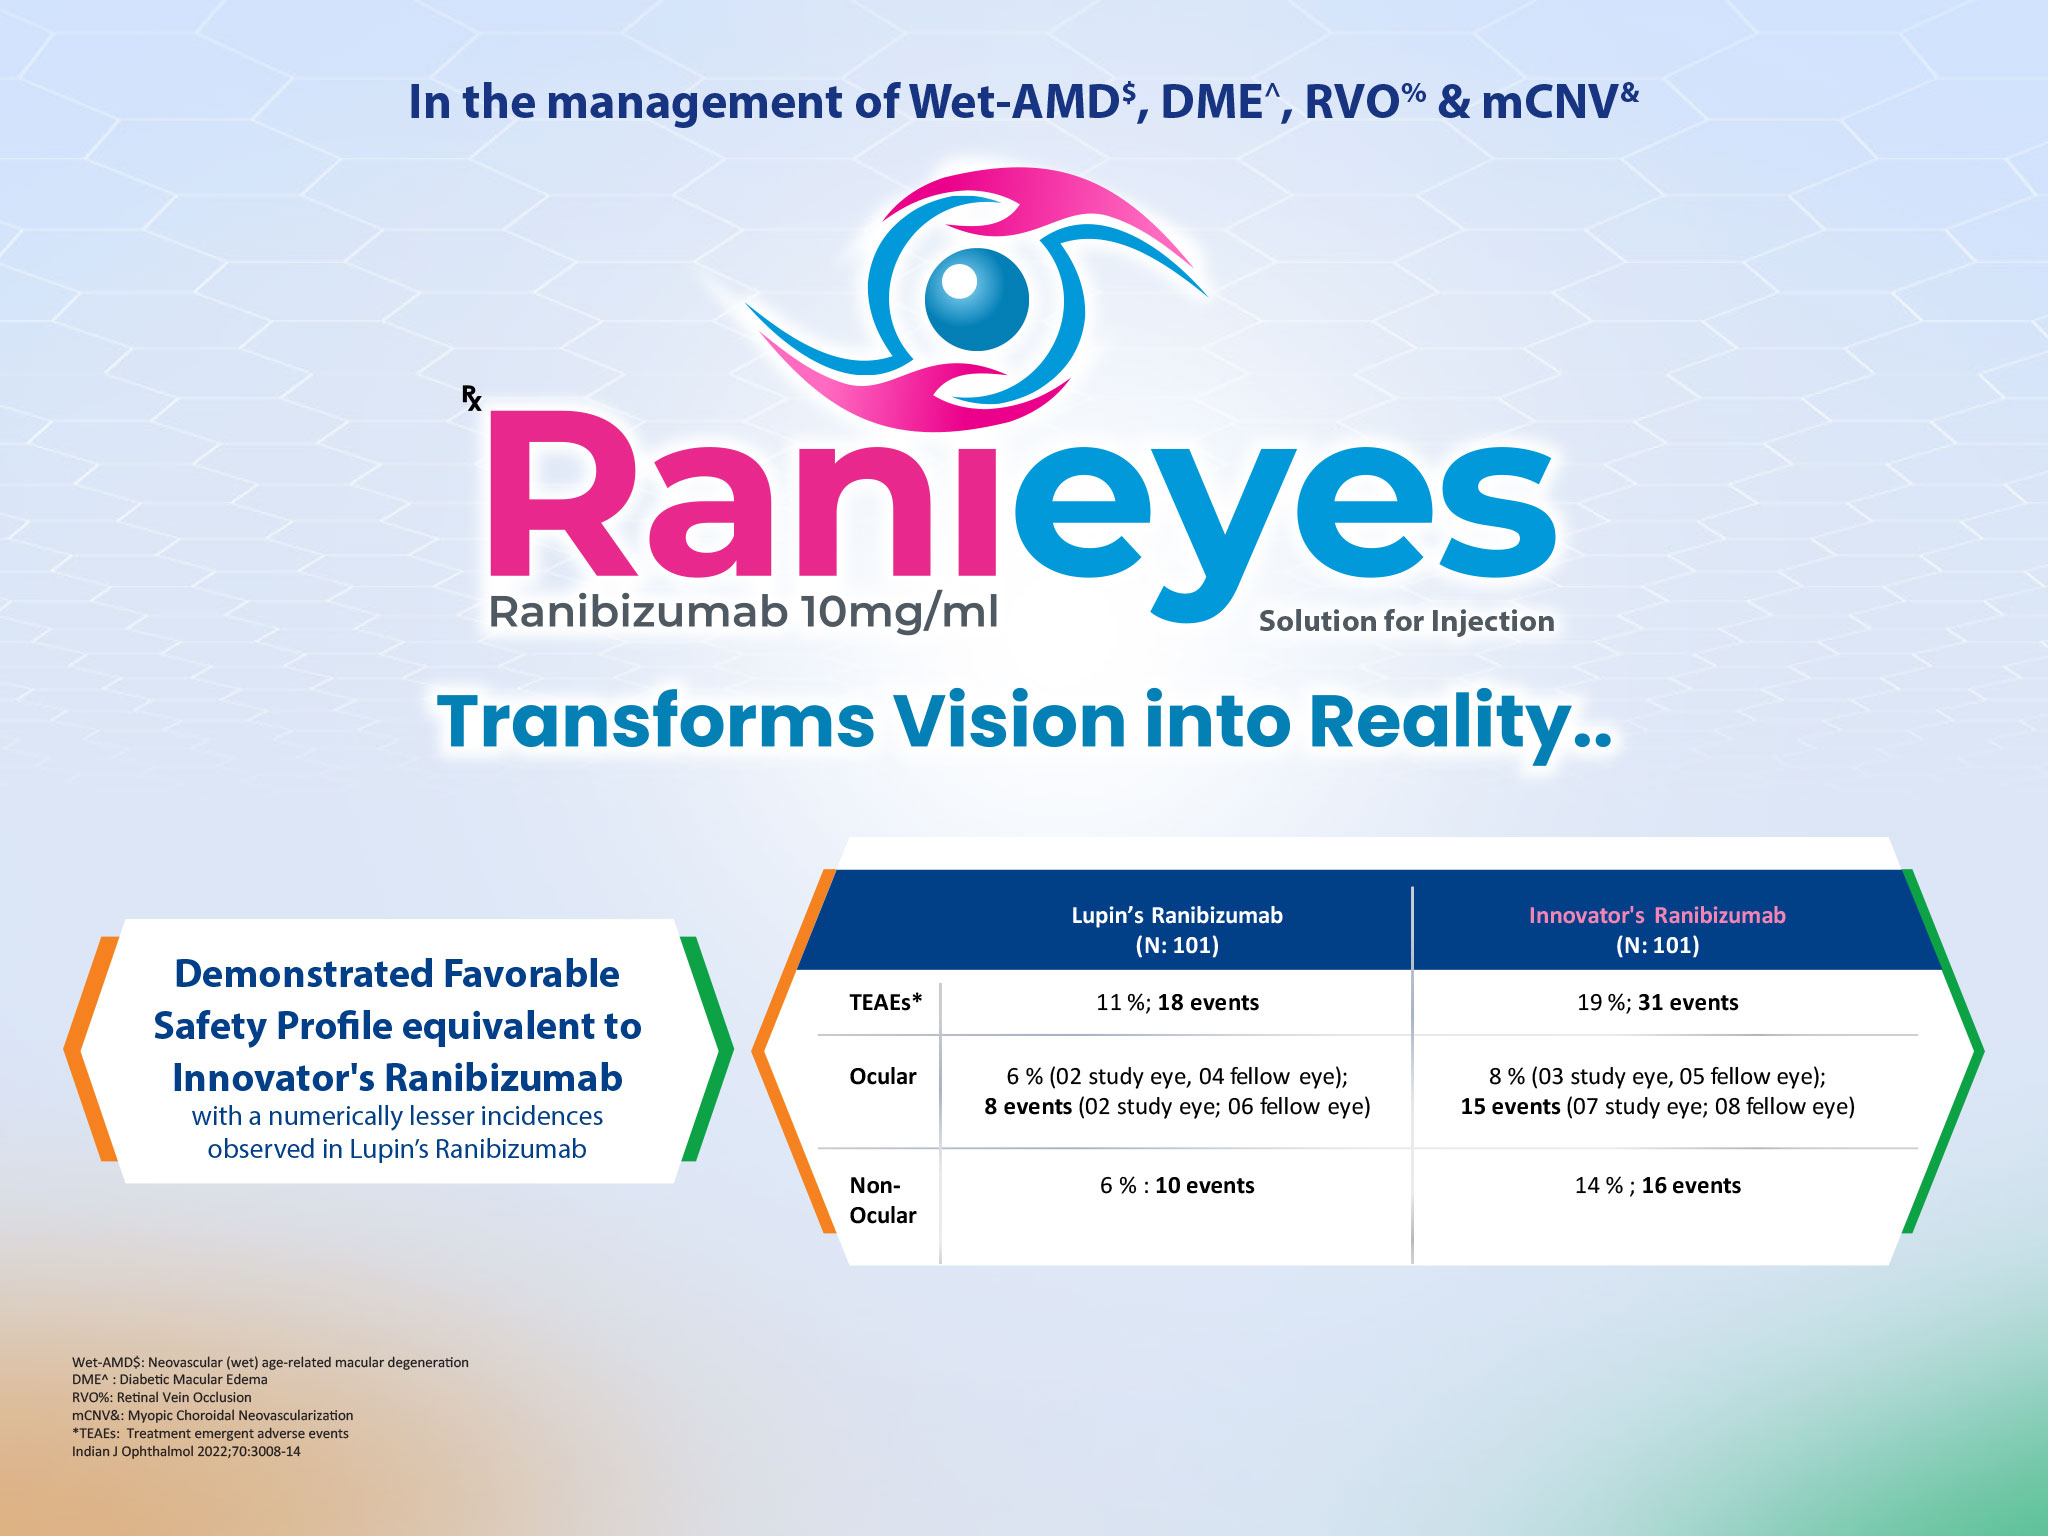 In the management of Wet-AMD$, DME^, RVO% & mCNV&
Rx
Ranieyes
Ranibizumab 10mg/ml
Solution for Injection
Transforms Vision into Reality..
Demonstrated Favorable
Safety Profile equivalent to
Innovator's Ranibizumab
with a numerically lesser incidences
observed in Lupin's Ranibizumab
Lupin's Ranibizumab
(N: 101)
Innovator's Ranibizumab
(N: 101)
TEAEs*
11 %; 18 events
19 %; 31 events
Ocular
6 % (02 study eye, 04 fellow eye);
8 events (02 study eye; 06 fellow eye)
8 % (03 study eye, 05 fellow eye);
15 events (07 study eye; 08 fellow eye)
Non-
Ocular
6 % : 10 events
14 % ; 16 events
Wet-AMD$: Neovascular (wet) age-related macular degeneration
DME^ : Diabetic Macular Edema
RVO%: Retinal Vein Occlusion
mCNV&: Myopic Choroidal Neovascularization
*TEAEs: Treatment emergent adverse events
Indian J Ophthalmol 2022;70:3008-14